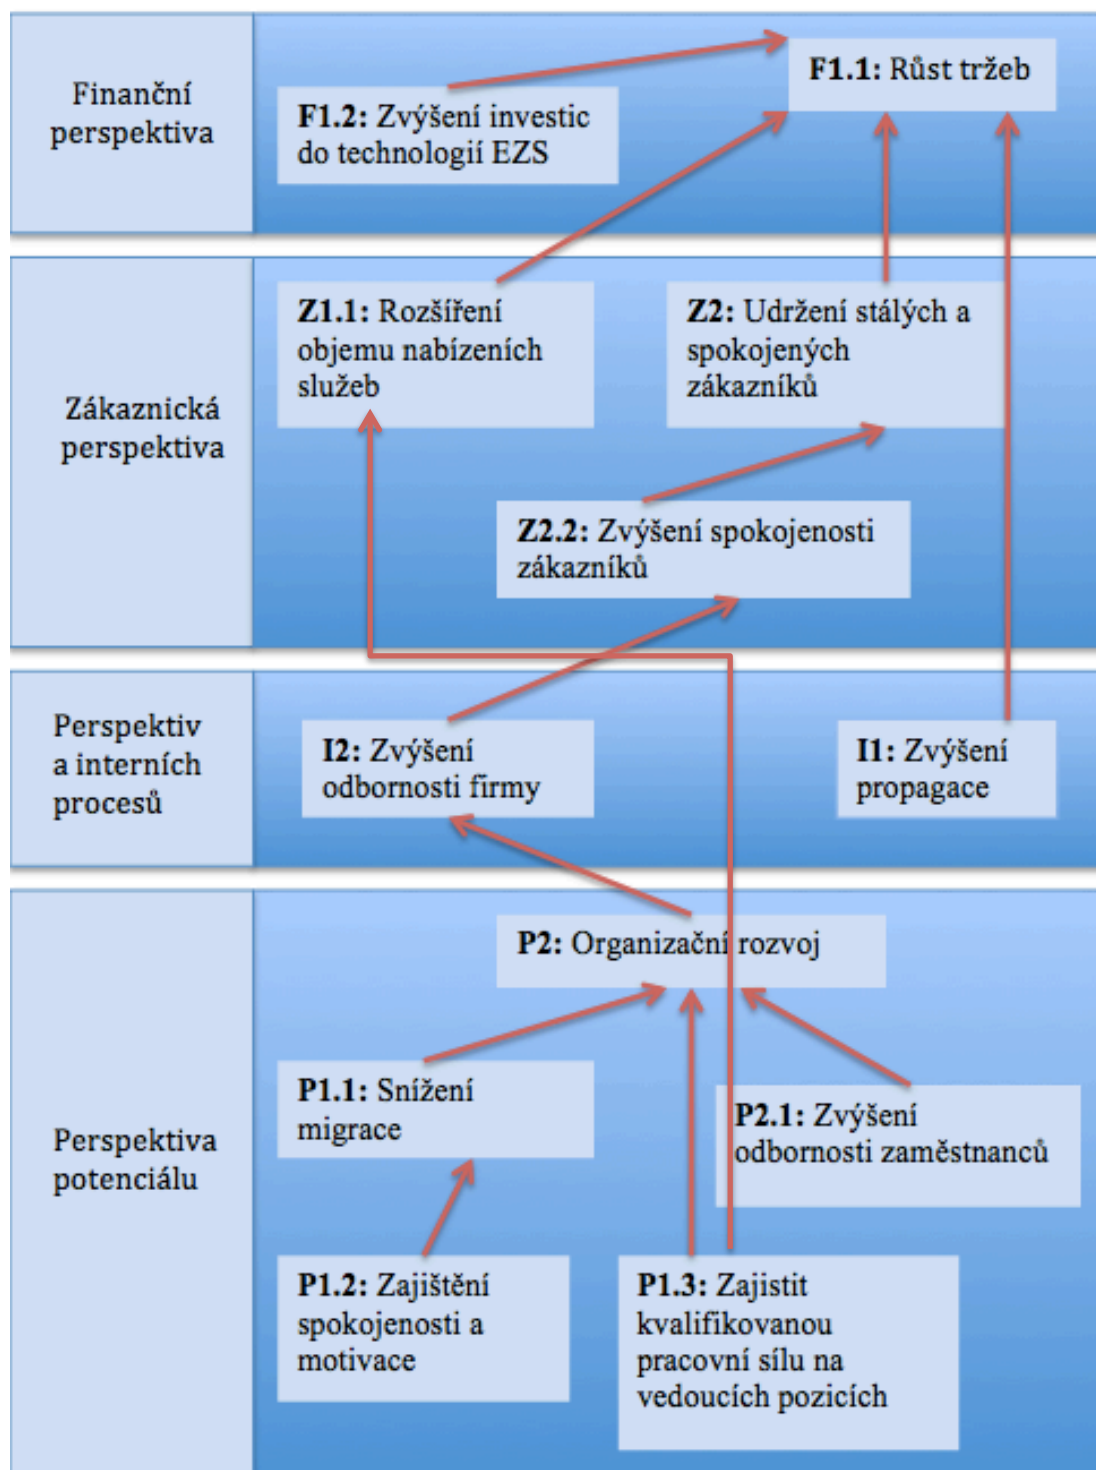 Finanční
perspektiva
F1.1: Růst tržeb
F1.2: Zvýšení investic
do technologií EZS
Zákaznická
perspektiva
Z1.1: Rozšíření
objemu nabízeních
služeb
Z2: Udržení stálých a
spokojených
zákazníků
Z2.2: Zvýšení spokojenosti
zákazníků
Perspektiv
a interních
procesů
I2: Zvýšení
odbornosti firmy
I1: Zvýšení
propagace
Perspektiva
potenciálu
P2: Organizační rozvoj
P1.1: Snížení
migrace
P2.1: Zvýšení
odbornosti zaměstnanců
P1.2: Zajištění
spokojenosti a
motivace
P1.3: Zajistit
kvalifikovanou
pracovní sílu na
vedoucích pozicích